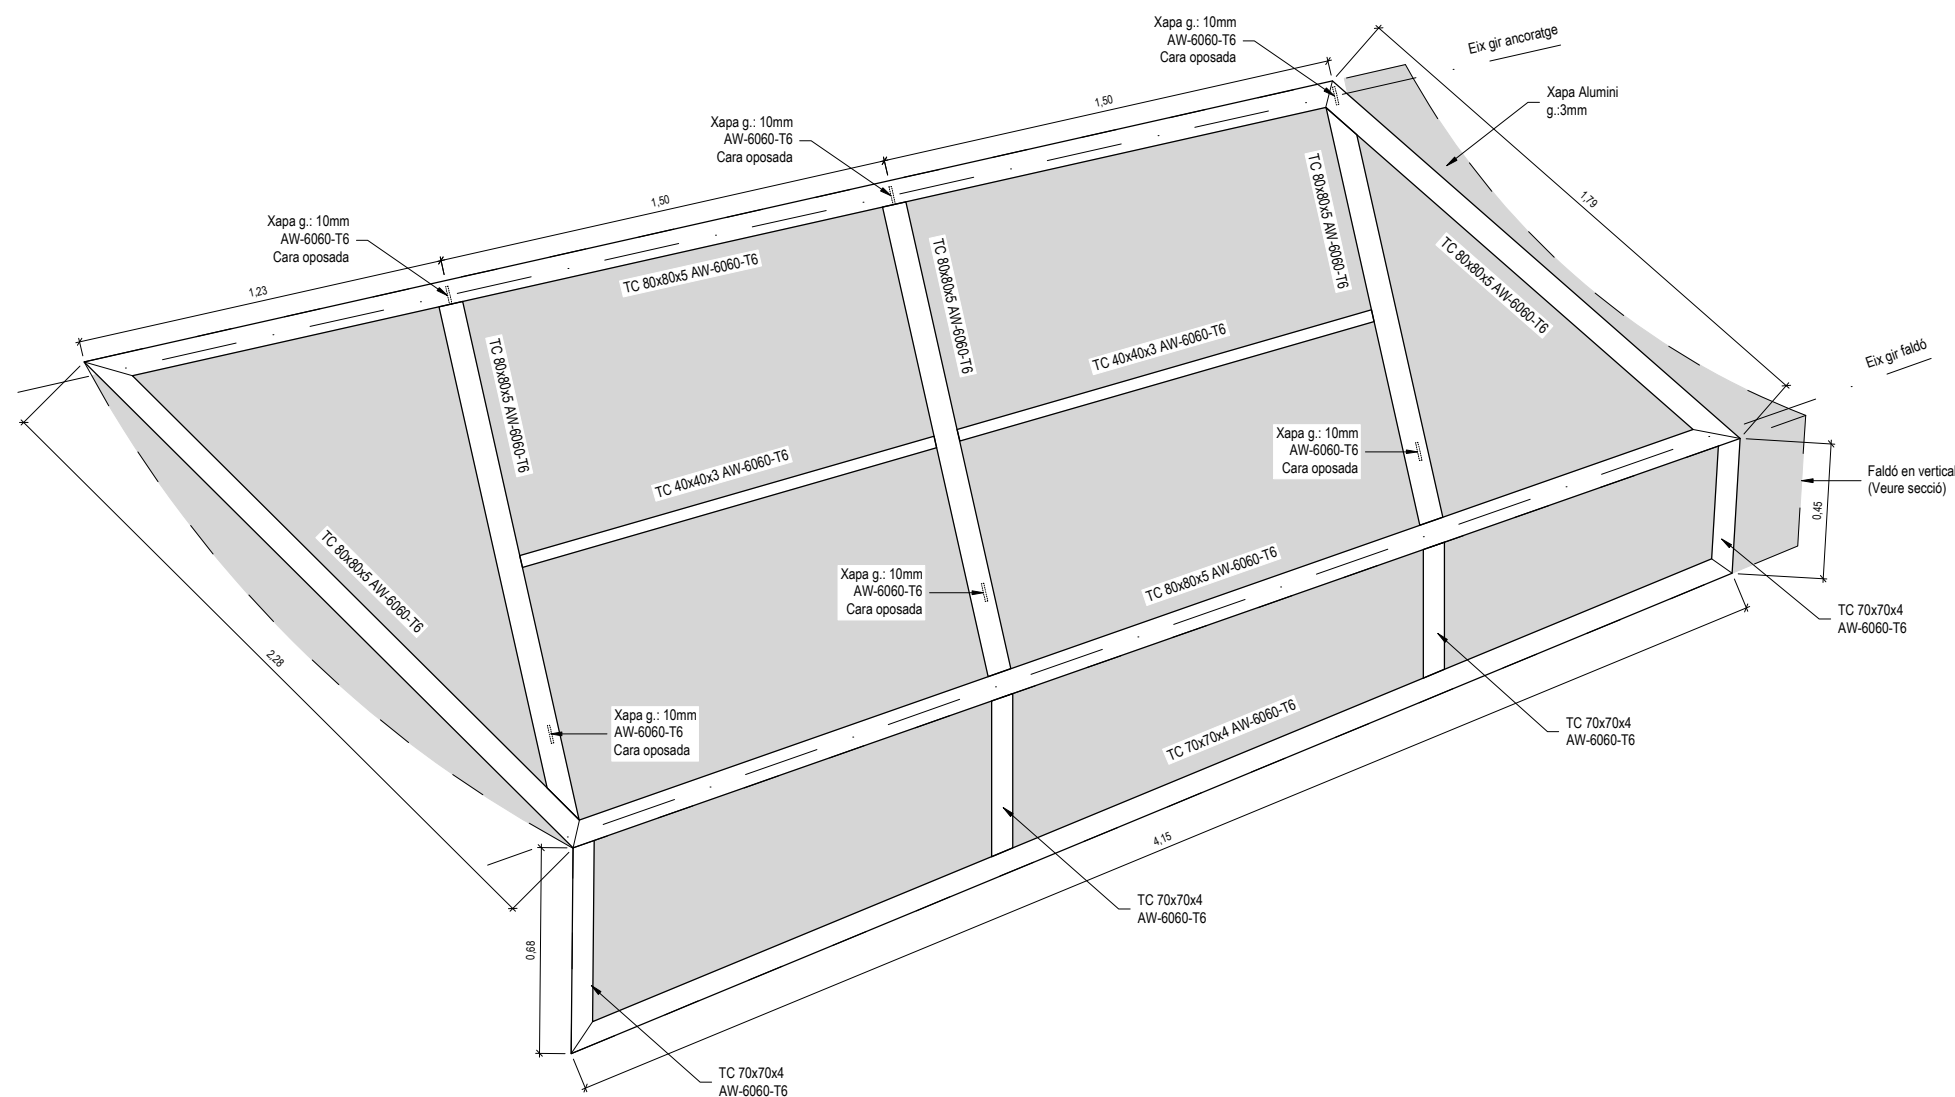 Xapa g.: 10mm
AW-6060-T6
Cara oposada
Eix gir ancoratge
Xapa Alumini
g.:3mm
1,50
Xapa g.: 10mm
AW-6060-T6
Cara oposada
1,50
1,79
Xapa g.: 10mm
AW-6060-T6
Cara oposada
1,23
TC 80x80x5 AW-6060-T6
TC 80x80x5 AW-6060-T6
TC 80x80x5 AW-6060-T6
TC 80x80x5 AW-6060-T6
TC 80x80x5 AW-6060-T6
TC 40x40x3 AW-6060-T6
Eix gir faldó
TC 40x40x3 AW-6060-T6
Xapa g.: 10mm
AW-6060-T6
Cara oposada
Faldó en vertical
(Veure secció)
0,45
TC 80x80x5 AW-6060-T6
Xapa g.: 10mm
AW-6060-T6
Cara oposada
TC 80x80x5 AW-6060-T6
TC 70x70x4
AW-6060-T6
2,28
Xapa g.: 10mm
AW-6060-T6
Cara oposada
TC 70x70x4 AW-6060-T6
TC 70x70x4
AW-6060-T6
4,15
TC 70x70x4
AW-6060-T6
0,68
TC 70x70x4
AW-6060-T6